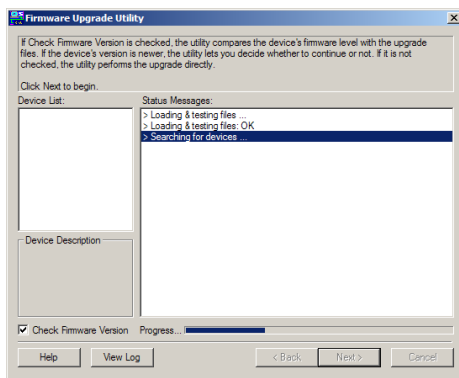 Firmware Upgrade Utility
If Check Firmware Version is checked, the utility compares the device's firmware level with the upgrade
files. If the device's version is newer, the utility lets you decide whether to continue or not. If it is not
checked, the utility performs the upgrade directly.
Click Next to begin.
Device List:
Status Messages:
> Loading & testing files ...
> Loading & testing files: OK
> Searching for devices ...
Device Description
Check Firmware Version
Progress...
Help
View Log
< Back
Next >
Cancel